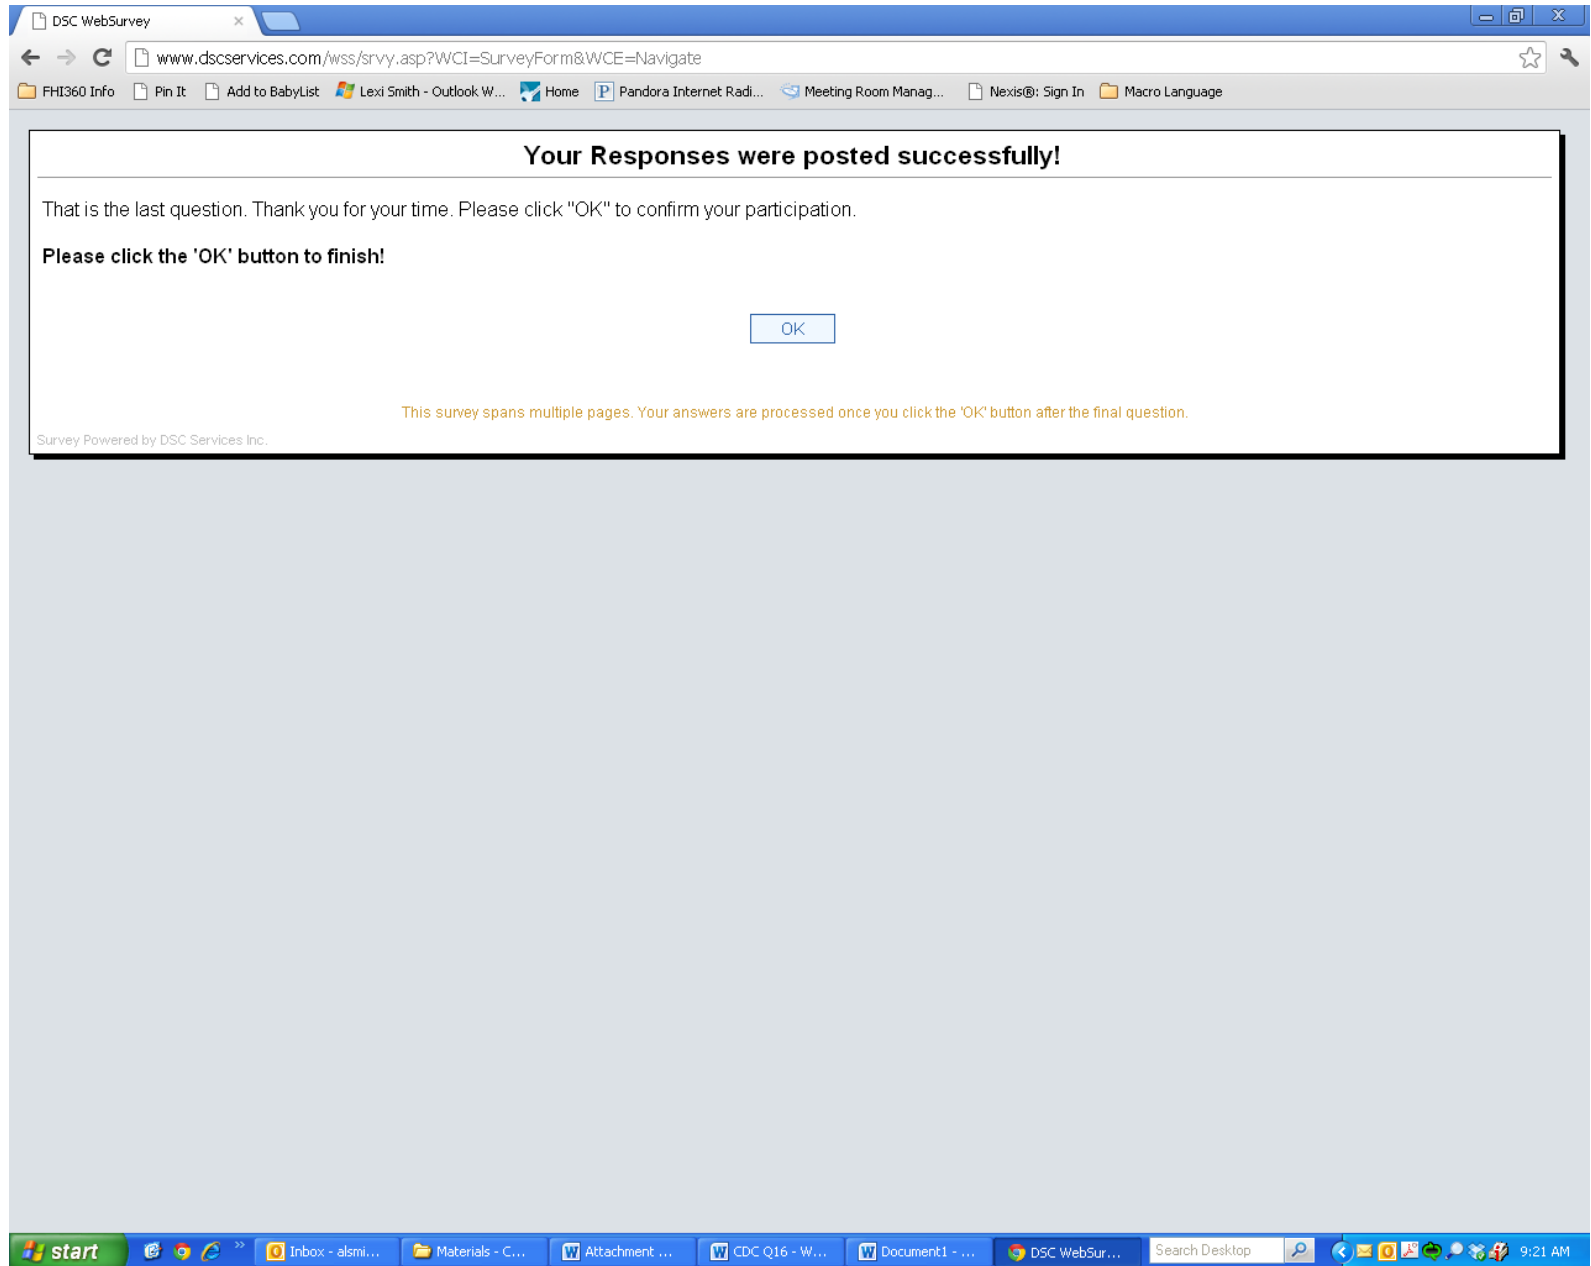 DSC WebSurvey
www.dscservices.com/wss/srvy.asp?WCI=SurveyForm&WCE=Navigate
FHI360 Info Pin It Add to BabyList Lexi Smith - Outlook W... Home Pandora Internet Radi... Meeting Room Manag... Nexis®: Sign In Macro Language
Your Responses were posted successfully!
That is the last question. Thank you for your time. Please click "OK" to confirm your participation.
Please click the 'OK' button to finish!
OK
This survey spans multiple pages. Your answers are processed once you click the 'OK' button after the final question.
Survey Powered by DSC Services Inc.
start Inbox - alsmi... Materials - C... Attachment ... CDC Q16 - W... Document1 - ... DSC WebSur... Search Desktop 9:21 AM